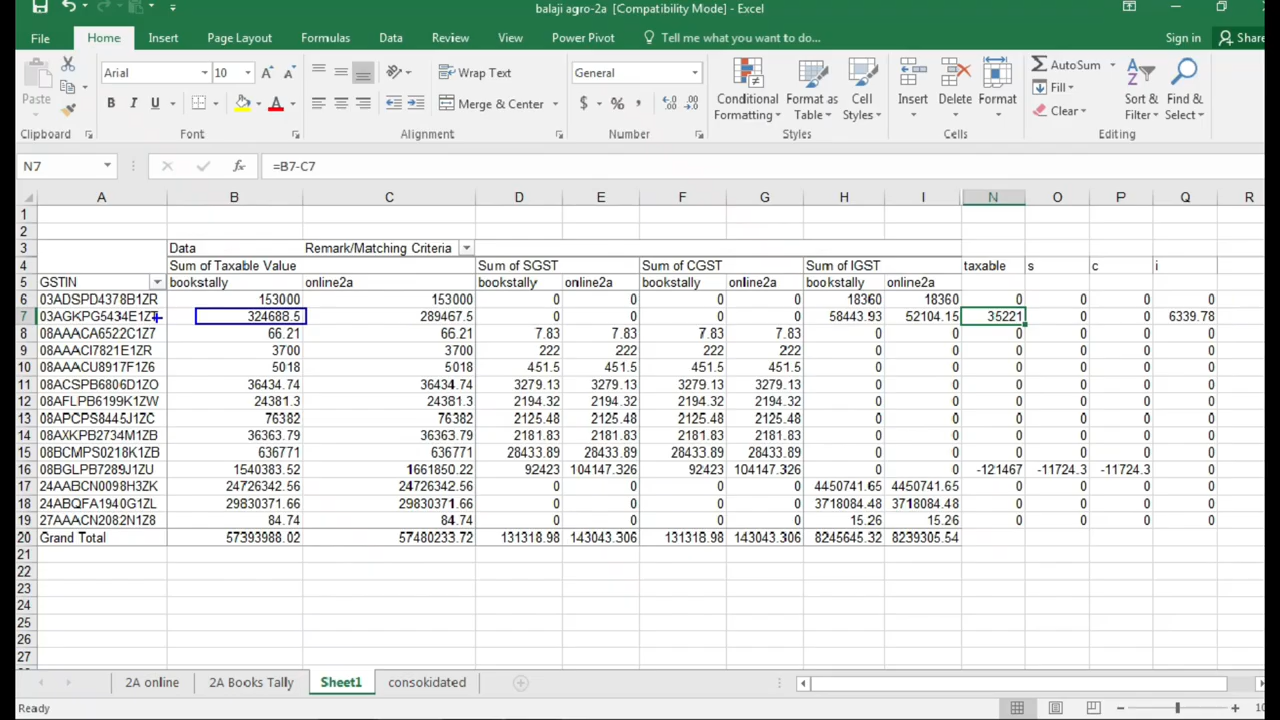 balaji agro-2a [Compatibility Mode] - Excel
File Home Insert Page Layout Formulas Data Review View Power Pivot Tell me what you want to do... Sign in Share
Arial 10 Wrap Text General AutoSum
Fill
Paste B I U Merge & Center $ % , Conditional Formatting Format as Table Cell Styles Insert Delete Format Clear Sort & Filter Find & Select
Clipboard Font Alignment Number Styles Cells Editing
N7 fx =B7-C7
A B C D E F G H I N O P Q R
1
2
3 Data Remark/Matching Criteria
4 Sum of Taxable Value Sum of SGST Sum of CGST Sum of IGST taxable s c i
5 GSTIN bookstally online2a bookstally online2a bookstally online2a bookstally online2a
6 03ADSPD4378B1ZR 153000 153000 0 0 0 0 18360 18360 0 0 0 0
7 03AGKPG5434E1ZT 324688.5 289467.5 0 0 0 0 58443.93 52104.15 35221 0 0 6339.78
8 08AAACA6522C1Z7 66.21 66.21 7.83 7.83 7.83 7.83 0 0 0 0 0 0
9 08AAACI7821E1ZR 3700 3700 222 222 222 222 0 0 0 0 0 0
10 08AAACU8917F1Z6 5018 5018 451.5 451.5 451.5 451.5 0 0 0 0 0 0
11 08ACSPB6806D1ZO 36434.74 36434.74 3279.13 3279.13 3279.13 3279.13 0 0 0 0 0 0
12 08AFLPB6199K1ZW 24381.3 24381.3 2194.32 2194.32 2194.32 2194.32 0 0 0 0 0 0
13 08APCPS8445J1ZC 76382 76382 2125.48 2125.48 2125.48 2125.48 0 0 0 0 0 0
14 08AXKPB2734M1ZB 36363.79 36363.79 2181.83 2181.83 2181.83 2181.83 0 0 0 0 0 0
15 08BCMPS0218K1ZB 636771 636771 28433.89 28433.89 28433.89 28433.89 0 0 0 0 0 0
16 08BGLPB7289J1ZU 1540383.52 1661850.22 92423 104147.326 92423 104147.326 0 0 -121467 -11724.3 -11724.3 0
17 24AABCN0098H3ZK 24726342.56 24726342.56 0 0 0 0 4450741.65 4450741.65 0 0 0 0
18 24ABQFA1940G1ZL 29830371.66 29830371.66 0 0 0 0 3718084.48 3718084.48 0 0 0 0
19 27AAACN2082N1Z8 84.74 84.74 0 0 0 0 15.26 15.26 0 0 0 0
20 Grand Total 57393988.02 57480233.72 131318.98 143043.306 131318.98 143043.306 8245645.32 8239305.54
21
22
23
24
25
26
27
2A online 2A Books Tally Sheet1 consokidated
Ready